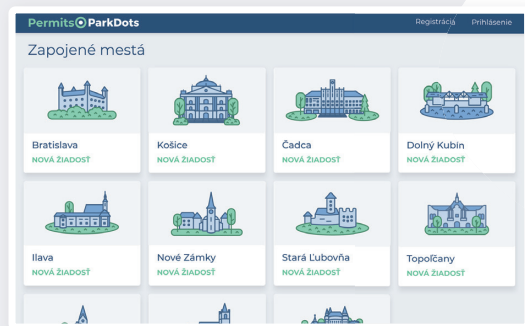 Permits ParkDots
Registrácia Prihlásenie
Zapojené mestá
Bratislava
NOVÁ ŽIADOSŤ
Košice
NOVÁ ŽIADOSŤ
Čadca
NOVÁ ŽIADOSŤ
Dolný Kubín
NOVÁ ŽIADOSŤ
Ilava
NOVÁ ŽIADOSŤ
Nové Zámky
NOVÁ ŽIADOSŤ
Stará Ľubovňa
NOVÁ ŽIADOSŤ
Topoľčany
NOVÁ ŽIADOSŤ